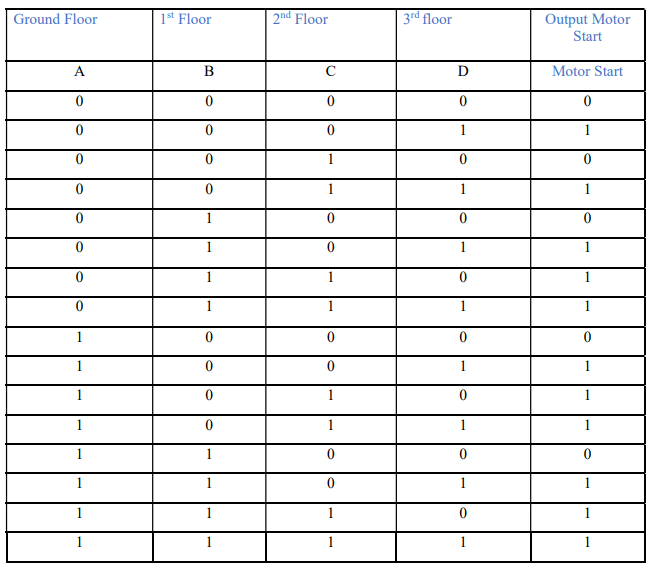 Ground Floor 1st Floor 2nd Floor 3rd floor Output Motor
Start
A B C D Motor Start
0 0 0 0 0
0 0 0 1 1
0 0 1 0 0
0 0 1 1 1
0 1 0 0 0
0 1 0 1 1
0 1 1 0 1
0 1 1 1 1
1 0 0 0 0
1 0 0 1 1
1 0 1 0 1
1 0 1 1 1
1 1 0 0 0
1 1 0 1 1
1 1 1 0 1
1 1 1 1 1